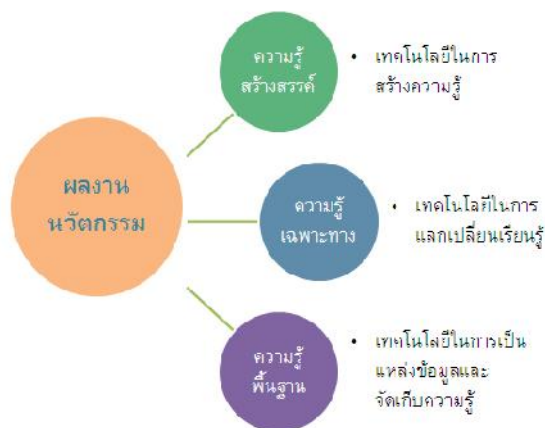 ความรู้
สร้างสรรค์
• เทคโนโลยีในการ
สร้างความรู้
ผลงาน
นวัตกรรม
ความรู้
เฉพาะทาง
• เทคโนโลยีในการ
แลกเปลี่ยนเรียนรู้
ความรู้
พื้นฐาน
• เทคโนโลยีในการเป็น
แหล่งข้อมูลและ
จัดเก็บความรู้